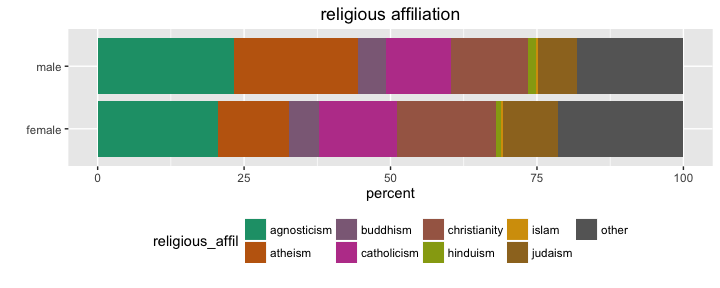 religious affiliation
male
female
0 25 50 75 100
percent
religious_affil
agnosticism buddhism christianity islam other
atheism catholicism hinduism judaism